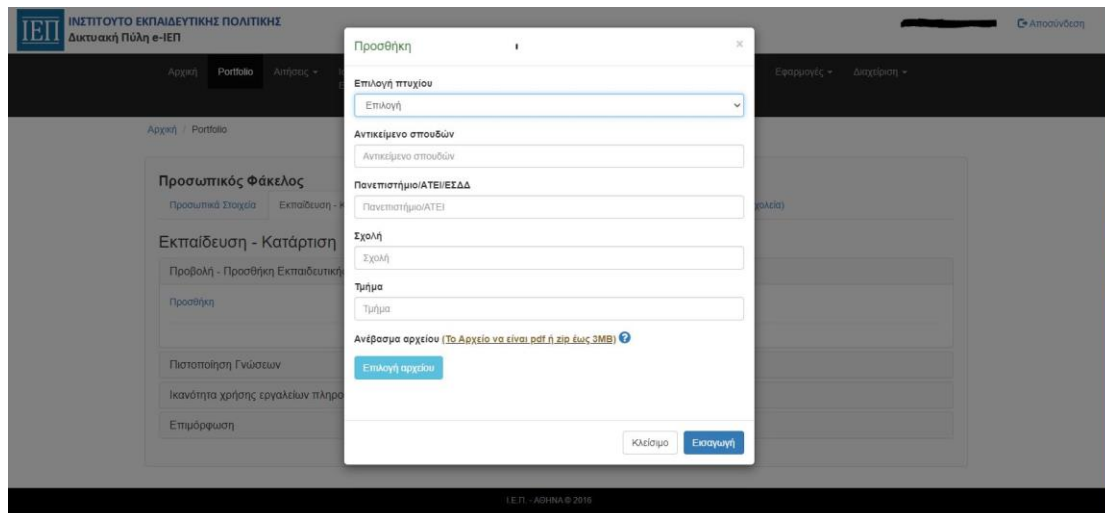 ΙΕΠ
ΙΝΣΤΙΤΟΥΤΟ ΕΚΠΑΙΔΕΥΤΙΚΗΣ ΠΟΛΙΤΙΚΗΣ
Δικτυακή Πύλη e-ΙΕΠ
Αποσύνδεση
Αρχική Portfolio Αιτήσεις Εφαρμογές Διαχείριση
Αρχική / Portfolio
Προσωπικός Φάκελος
Προσωπικά Στοιχεία Εκπαίδευση - Κ
Εκπαίδευση - Κατάρτιση
Προβολή - Προσθήκη Εκπαιδευτική
Προσθήκη
Πιστοποίηση Γνώσεων
Ικανότητα χρήσης εργαλείων πληρο
Επιμόρφωση
Προσθήκη ×
Επιλογή πτυχίου
Επιλογή
Αντικείμενο σπουδών
Αντικείμενο σπουδών
Πανεπιστήμιο/ΑΤΕΙ/ΕΣΔΔ
Πανεπιστήμιο/ΑΤΕΙ
Σχολή
Σχολή
Τμήμα
Τμήμα
Ανέβασμα αρχείου (Το Αρχείο να είναι pdf ή zip έως 3MB) ?
Επιλογή αρχείου
Κλείσιμο Εισαγωγή
Ι.Ε.Π. - ΑΘΗΝΑ © 2016